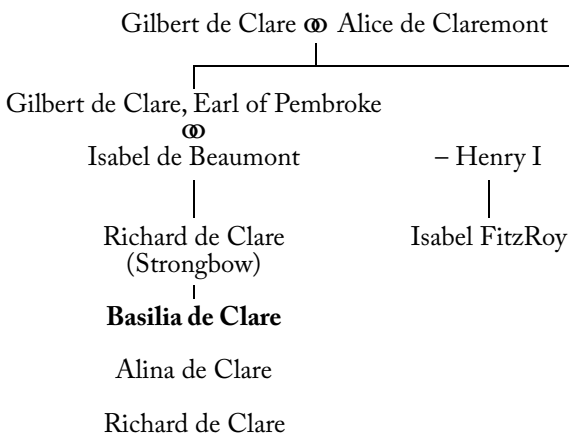 Gilbert de Clare ⚭ Alice de Claremont
Gilbert de Clare, Earl of Pembroke
⚭
Isabel de Beaumont – Henry I
Richard de Clare Isabel FitzRoy
(Strongbow)
Basilia de Clare
Alina de Clare
Richard de Clare